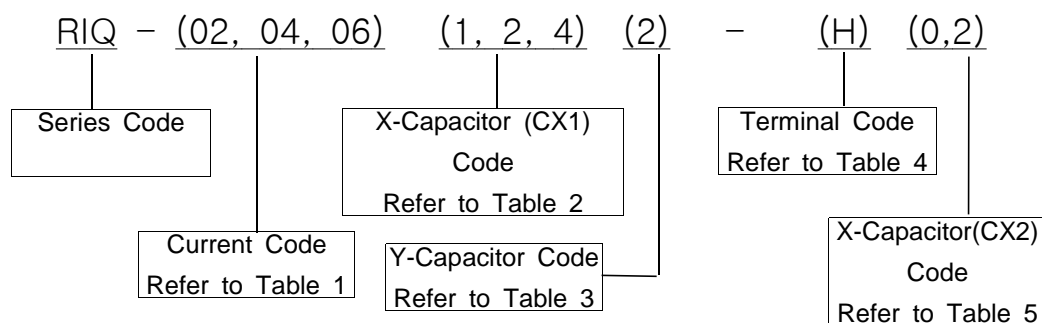 RIQ - (02, 04, 06) (1, 2, 4) (2) - (H) (0,2)
Series Code
X-Capacitor (CX1)
Code
Refer to Table 2
Terminal Code
Refer to Table 4
Current Code
Refer to Table 1
Y-Capacitor Code
Refer to Table 3
X-Capacitor(CX2)
Code
Refer to Table 5